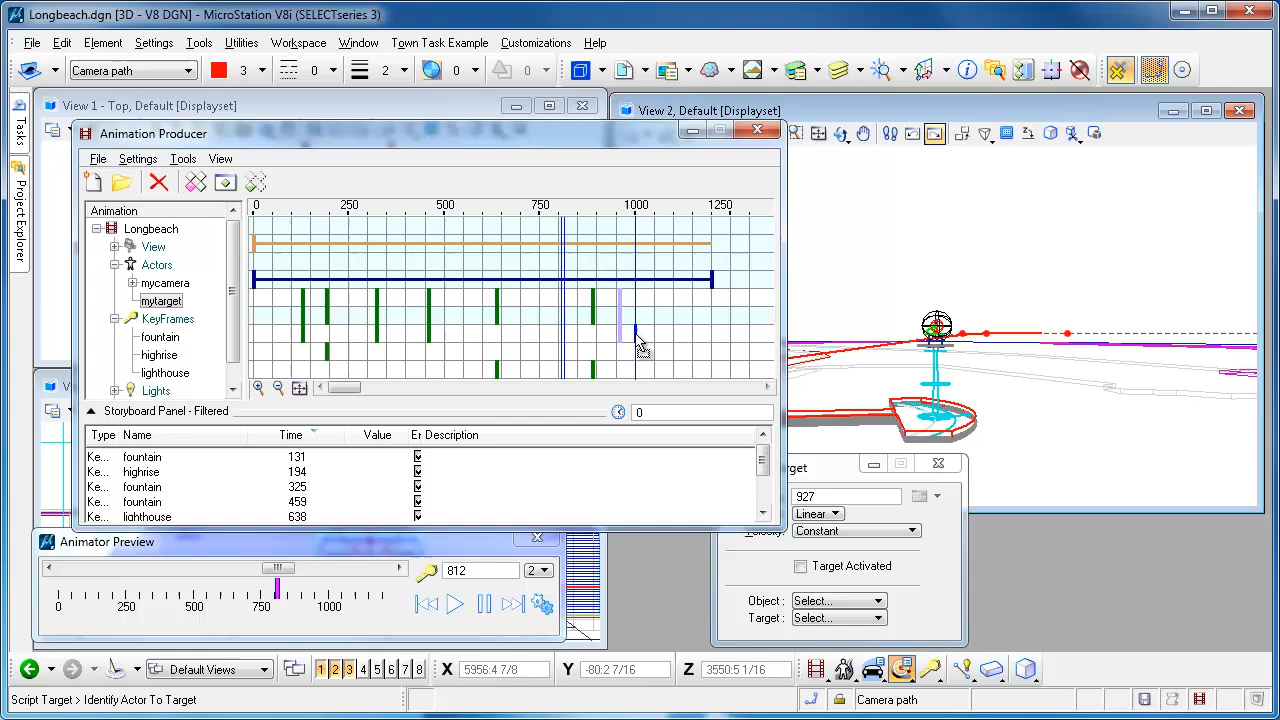 Longbeach.dgn [3D - V8 DGN] - MicroStation V8i (SELECTseries 3)
File Edit Element Settings Tools Utilities Workspace Window Town Task Example Customizations Help
Camera path 3 0 2 0 0
Tasks
Project Explorer
View 1 - Top, Default [Displayset]
View 2, Default [Displayset]
Animation Producer
File Settings Tools View
Animation
0 250 500 750 1000 1250
Longbeach
View
Actors
mycamera
mytarget
KeyFrames
fountain
highrise
lighthouse
Lights
Storyboard Panel - Filtered 0
Type Name Time Value Er Description
Ke... fountain 131
Ke... highrise 194
Ke... fountain 325
Ke... fountain 459
Ke... lighthouse 638
rget
927
Linear
Constant
Target Activated
Object : Select...
Target : Select...
Animator Preview
812 2
0 250 500 750 1000
Default Views 1 2 3 4 5 6 7 8 X 5956:4 7/8 Y -80:2 7/16 Z 3550:5 1/16
Script Target > Identify Actor To Target Camera path